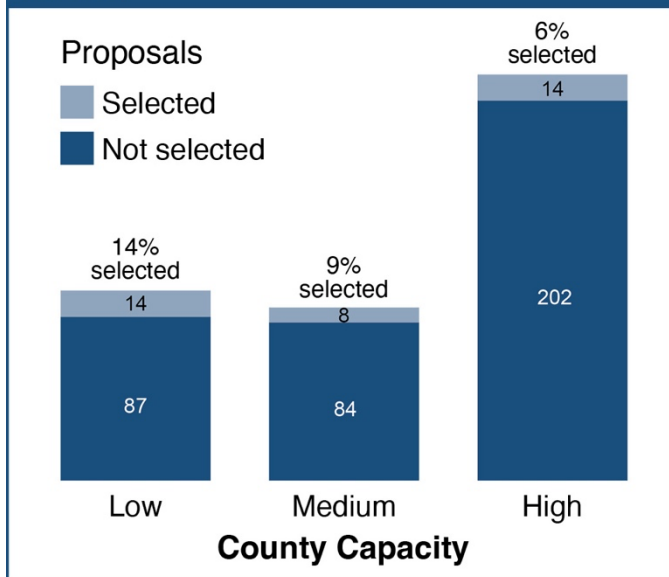 Proposals
Selected
Not selected
14%
selected
14
87
9%
selected
8
84
6%
selected
14
202
Low
Medium
High
County Capacity